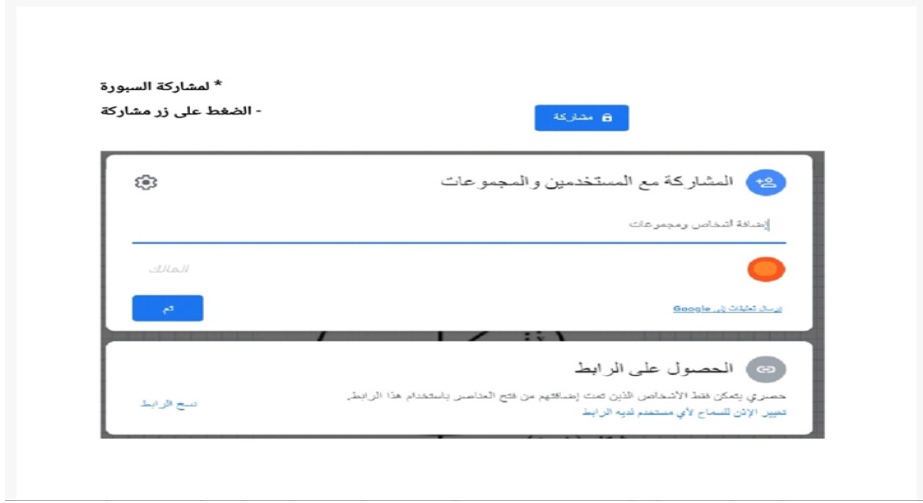 * لمشاركة السبورة
- الضغط على زر مشاركة
مشاركة
المشاركة مع المستخدمين والمجموعات
إضافة أشخاص ومجموعات
المالك
إرسال تعليقات إلى Google
تم
الحصول على الرابط
حصري يتمكن فقط الأشخاص الذين تمت إضافتهم من فتح العناصر باستخدام هذا الرابط.
تغيير الإذن للسماح لأي مستخدم لديه الرابط
نسخ الرابط